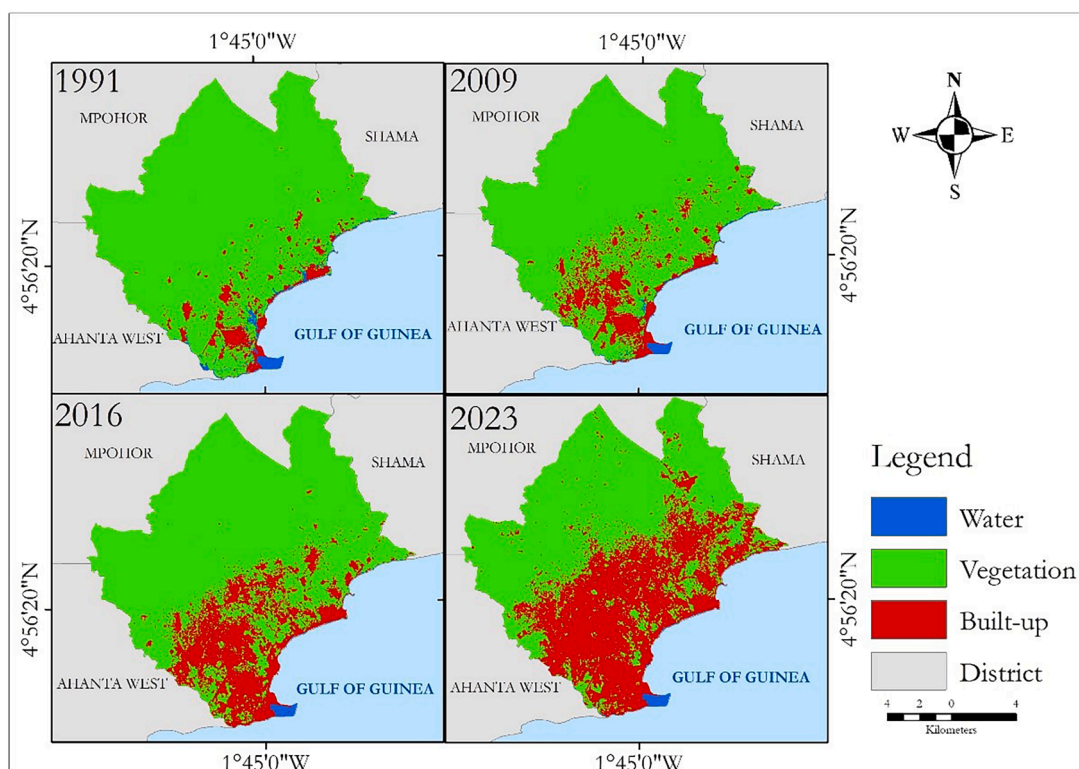 1°45'0"W
1°45'0"W
1991
MPOHOR
SHAMA
AHANTA WEST
GULF OF GUINEA
4°56'20"N
2009
MPOHOR
SHAMA
AHANTA WEST
GULF OF GUINEA
4°56'20"N
N
W
E
S
2016
MPOHOR
SHAMA
AHANTA WEST
GULF OF GUINEA
4°56'20"N
2023
MPOHOR
SHAMA
AHANTA WEST
GULF OF GUINEA
4°56'20"N
1°45'0"W
1°45'0"W
Legend
Water
Vegetation
Built-up
District
4 2 0 4
Kilometers